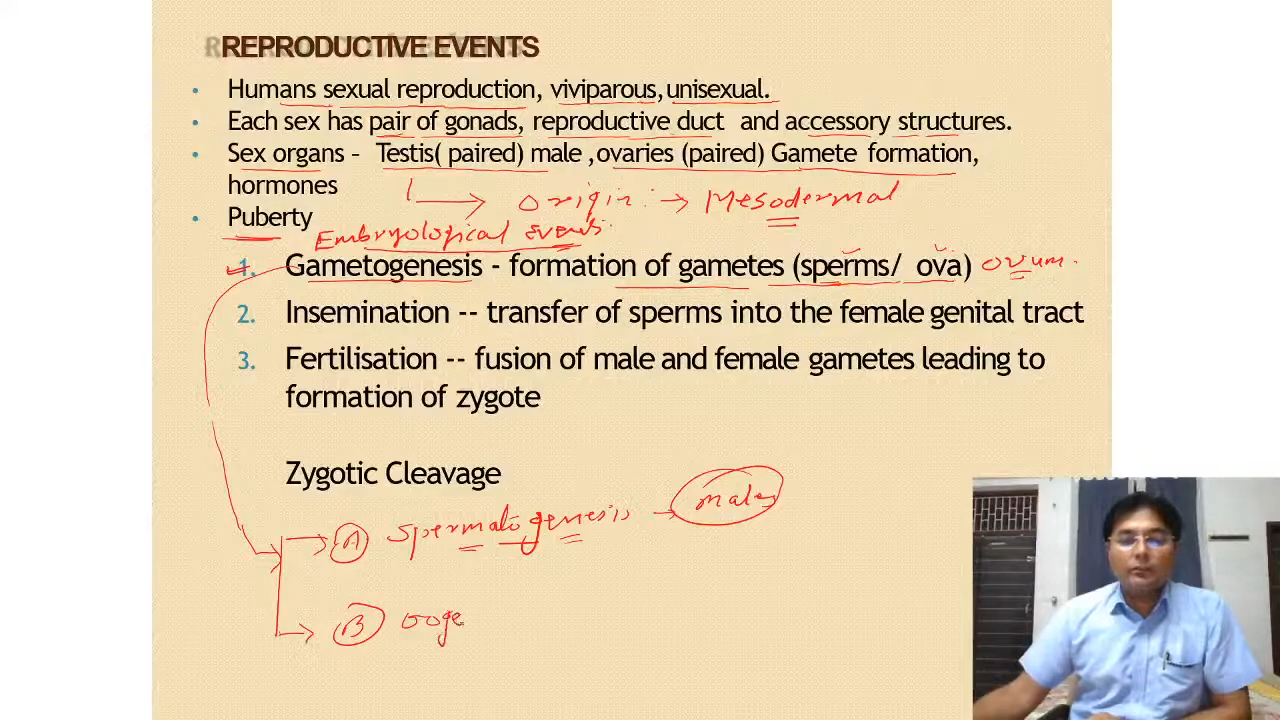 REPRODUCTIVE EVENTS
• Humans sexual reproduction, viviparous,unisexual.
• Each sex has pair of gonads, reproductive duct and accessory structures.
• Sex organs – Testis( paired) male ,ovaries (paired) Gamete formation,
hormones
→ Origin : → Mesodermal
• Puberty
Embryological events.
1. Gametogenesis - formation of gametes (sperms/ ova) ovum.
2. Insemination -- transfer of sperms into the female genital tract
3. Fertilisation -- fusion of male and female gametes leading to
formation of zygote
Zygotic Cleavage
→ A spermatogenesis → males
→ B ooge